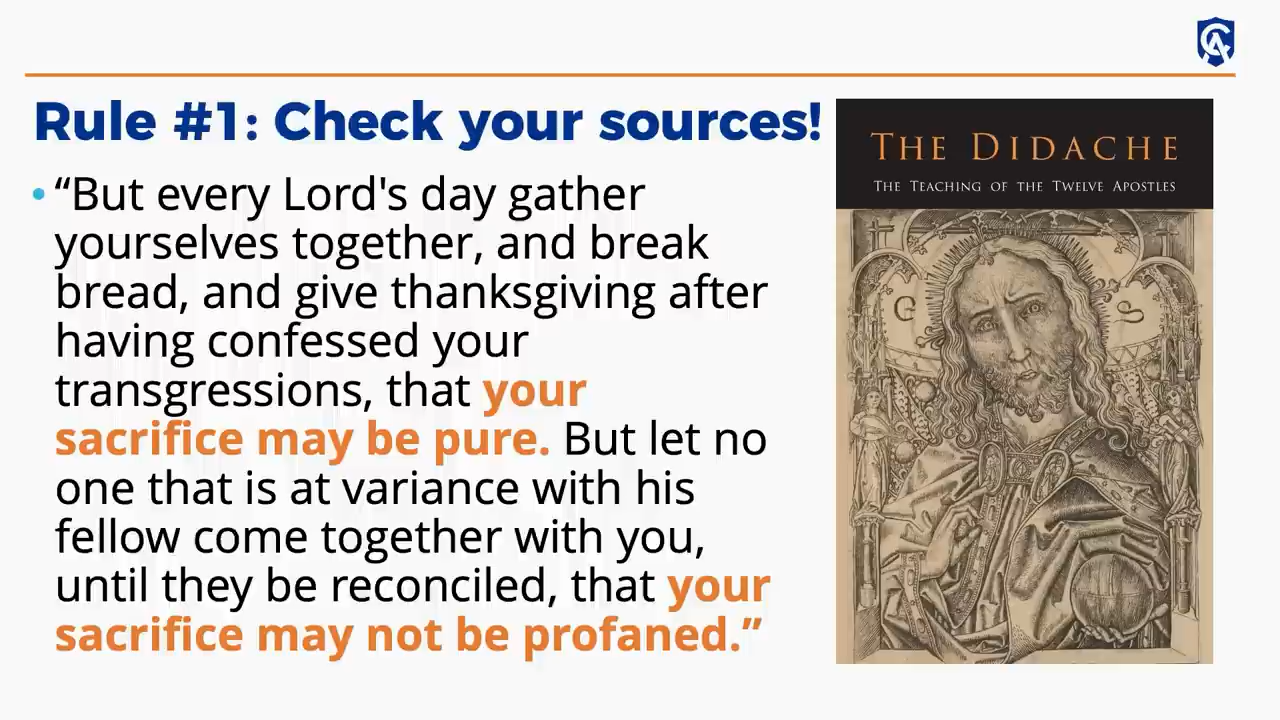 Rule #1: Check your sources!
• “But every Lord's day gather
yourselves together, and break
bread, and give thanksgiving after
having confessed your
transgressions, that your
sacrifice may be pure. But let no
one that is at variance with his
fellow come together with you,
until they be reconciled, that your
sacrifice may not be profaned.”
THE DIDACHE
THE TEACHING OF THE TWELVE APOSTLES
G S
CA